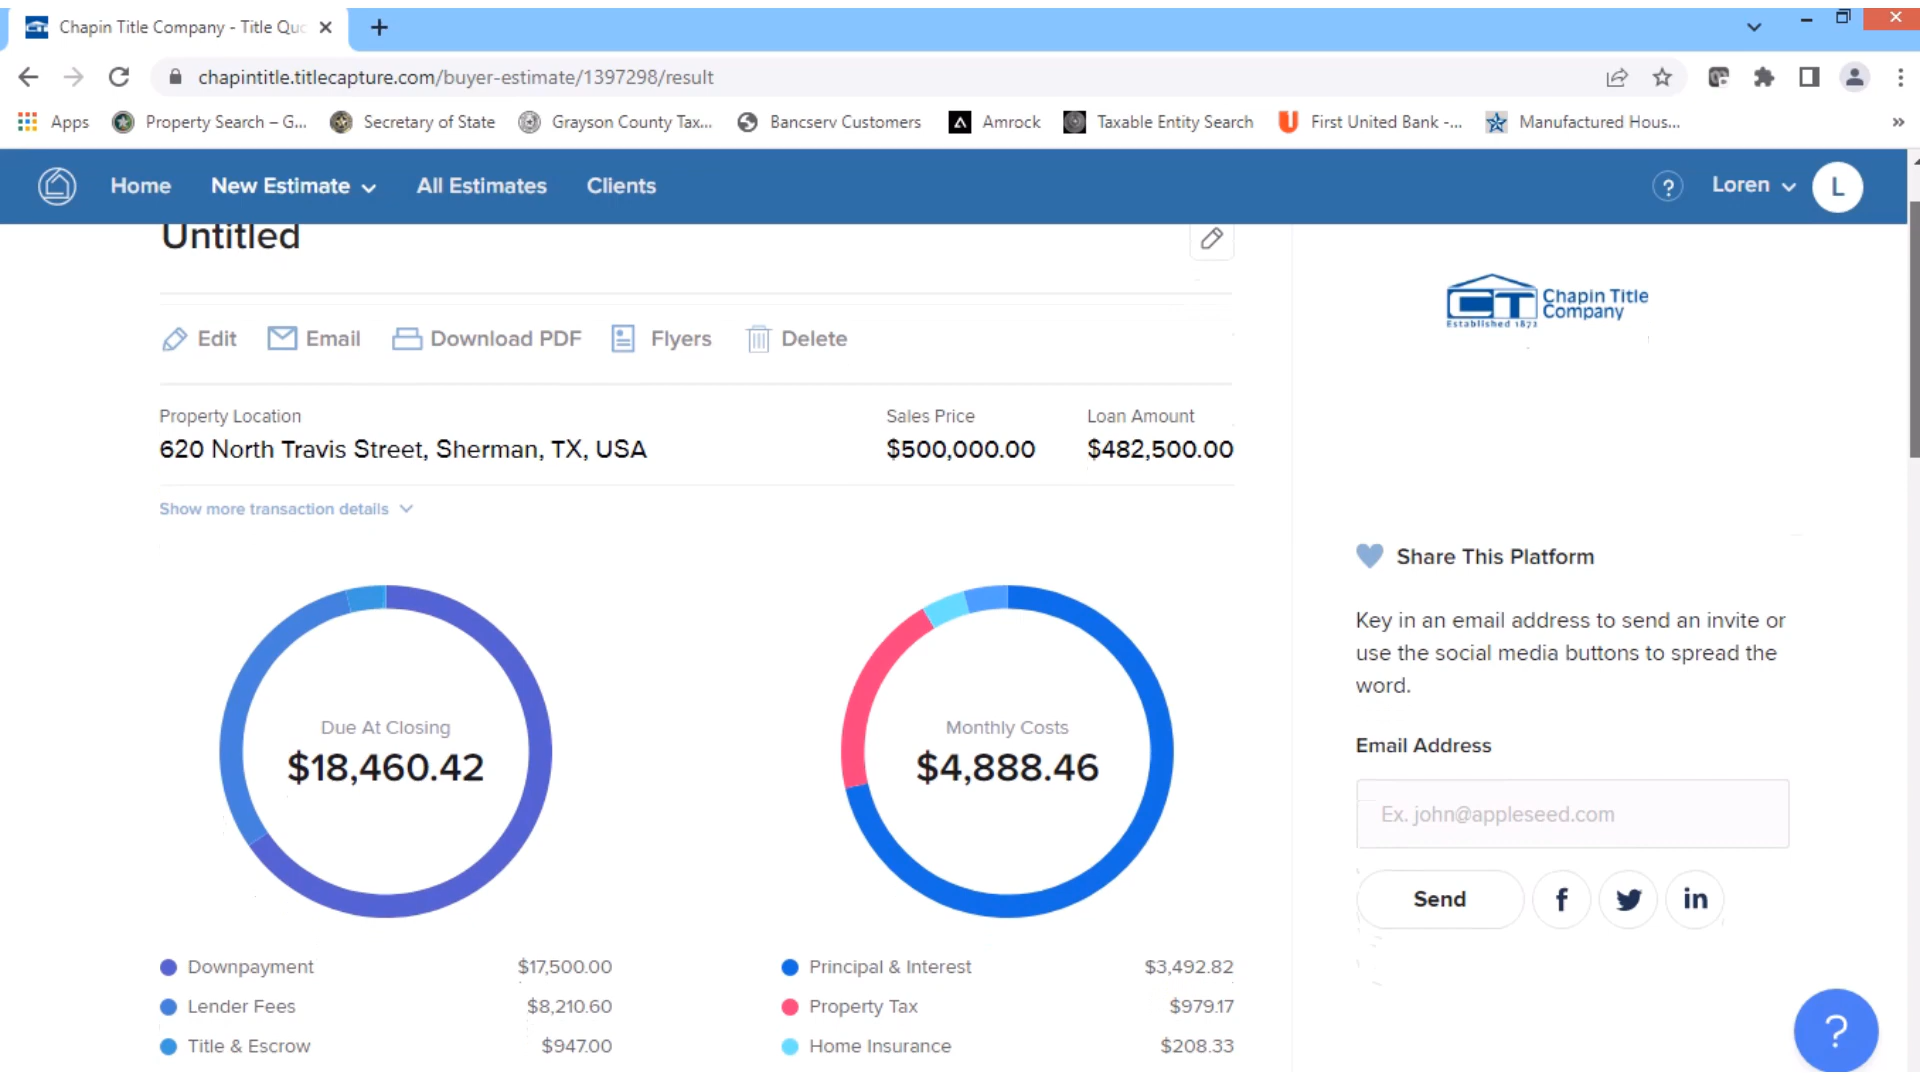 Chapin Title Company - Title Quo
chapintitle.titlecapture.com/buyer-estimate/1397298/result
Apps
Property Search – G...
Secretary of State
Grayson County Tax...
Bancserv Customers
Amrock
Taxable Entity Search
First United Bank -...
Manufactured Hous...
»
Home
New Estimate
All Estimates
Clients
?
Loren
L
Untitled
Edit
Email
Download PDF
Flyers
Delete
Property Location
620 North Travis Street, Sherman, TX, USA
Sales Price
$500,000.00
Loan Amount
$482,500.00
Show more transaction details
Due At Closing
$18,460.42
Monthly Costs
$4,888.46
Downpayment $17,500.00
Lender Fees $8,210.60
Title & Escrow $947.00
Principal & Interest $3,492.82
Property Tax $979.17
Home Insurance $208.33
CT
Chapin Title
Company
Established 1872
Share This Platform
Key in an email address to send an invite or
use the social media buttons to spread the
word.
Email Address
Ex. john@appleseed.com
Send
f
in
?